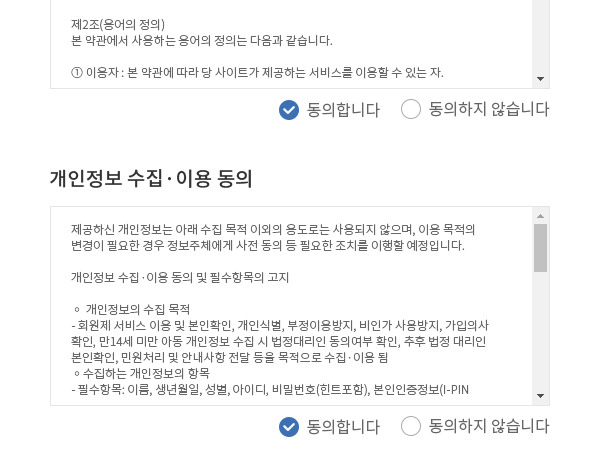 제2조(용어의 정의)
본 약관에서 사용하는 용어의 정의는 다음과 같습니다.
① 이용자 : 본 약관에 따라 당 사이트가 제공하는 서비스를 이용할 수 있는 자.
동의합니다 동의하지 않습니다
개인정보 수집·이용 동의
제공하신 개인정보는 아래 수집 목적 이외의 용도로는 사용되지 않으며, 이용 목적의
변경이 필요한 경우 정보주체에게 사전 동의 등 필요한 조치를 이행할 예정입니다.
개인정보 수집·이용 동의 및 필수항목의 고지
◦ 개인정보의 수집 목적
- 회원제 서비스 이용 및 본인확인, 개인식별, 부정이용방지, 비인가 사용방지, 가입의사
확인, 만14세 미만 아동 개인정보 수집 시 법정대리인 동의여부 확인, 추후 법정 대리인
본인확인, 민원처리 및 안내사항 전달 등을 목적으로 수집·이용 됨
◦ 수집하는 개인정보의 항목
- 필수항목: 이름, 생년월일, 성별, 아이디, 비밀번호(힌트포함), 본인인증정보(I-PIN
동의합니다 동의하지 않습니다